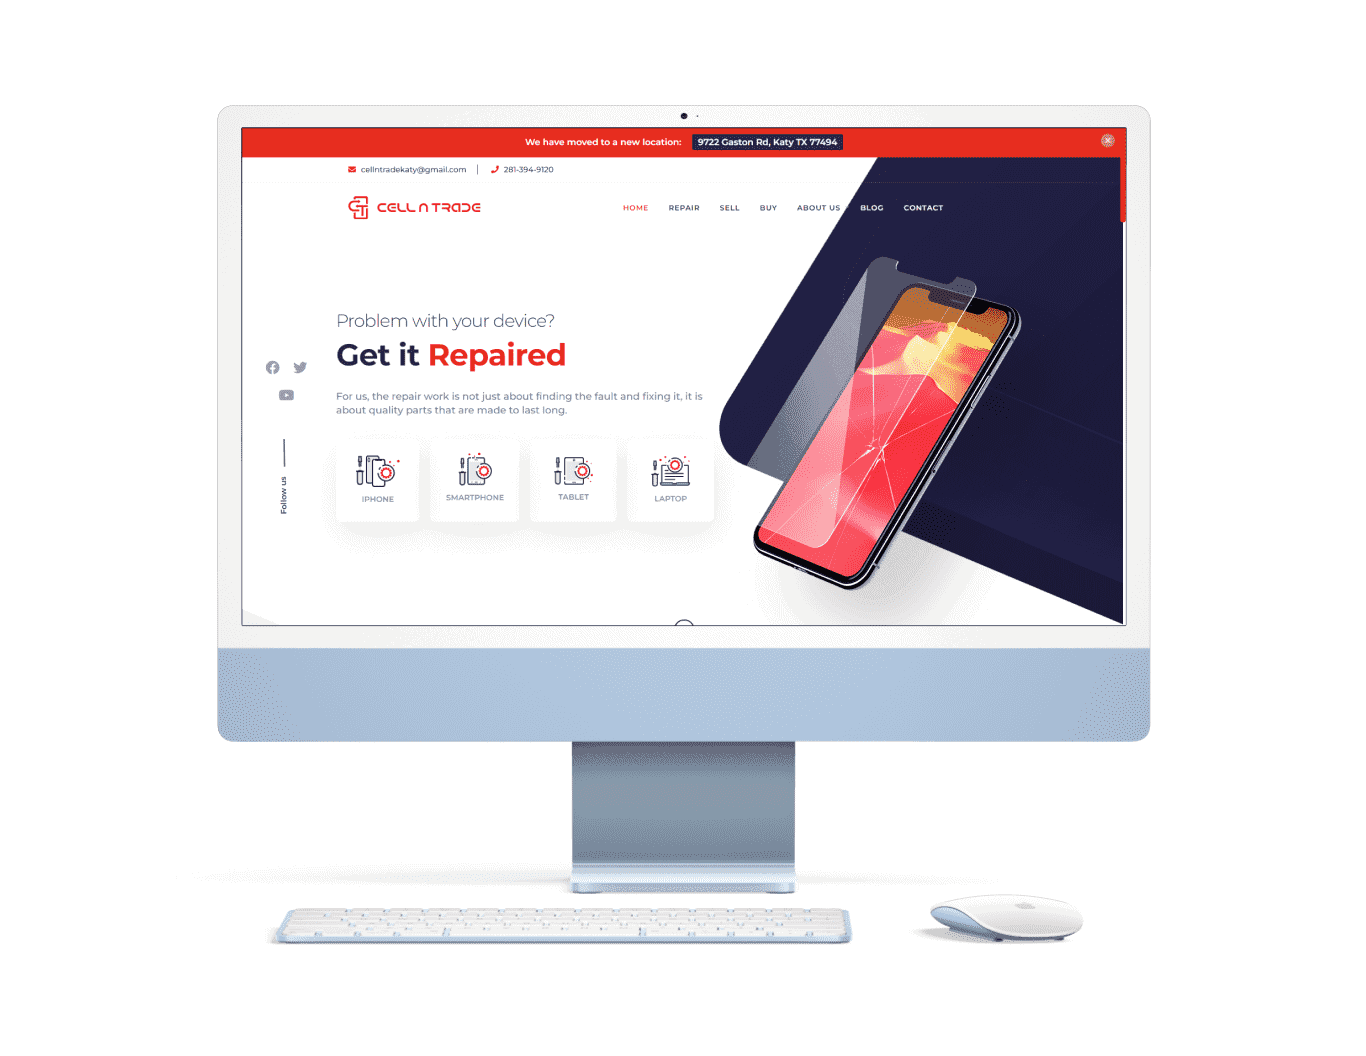 We have moved to a new location: 9722 Gaston Rd, Katy TX 77494
cellntradekaty@gmail.com 281-394-9120
CELL N TRADE
HOME REPAIR SELL BUY ABOUT US BLOG CONTACT
Problem with your device?
Get it Repaired
For us, the repair work is not just about finding the fault and fixing it, it is
about quality parts that are made to last long.
IPHONE SMARTPHONE TABLET LAPTOP
Follow us